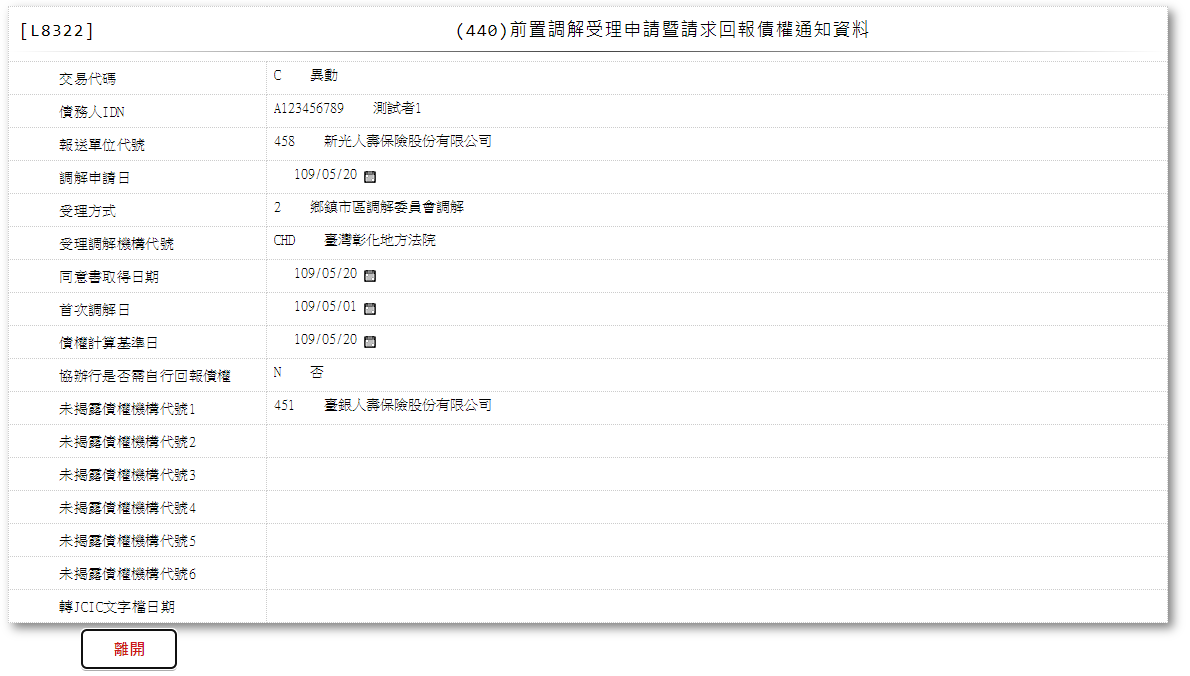 [L8322] (440)前置調解受理申請暨請求回報債權通知資料
交易代碼 C 異動
債務人IDN A123456789 測試者1
報送單位代號 458 新光人壽保險股份有限公司
調解申請日 109/05/20
受理方式 2 鄉鎮市區調解委員會調解
受理調解機構代號 CHD 臺灣彰化地方法院
同意書取得日期 109/05/20
首次調解日 109/05/01
債權計算基準日 109/05/20
協辦行是否需自行回報債權 N 否
未揭露債權機構代號1 451 臺銀人壽保險股份有限公司
未揭露債權機構代號2
未揭露債權機構代號3
未揭露債權機構代號4
未揭露債權機構代號5
未揭露債權機構代號6
轉JCIC文字檔日期
離開